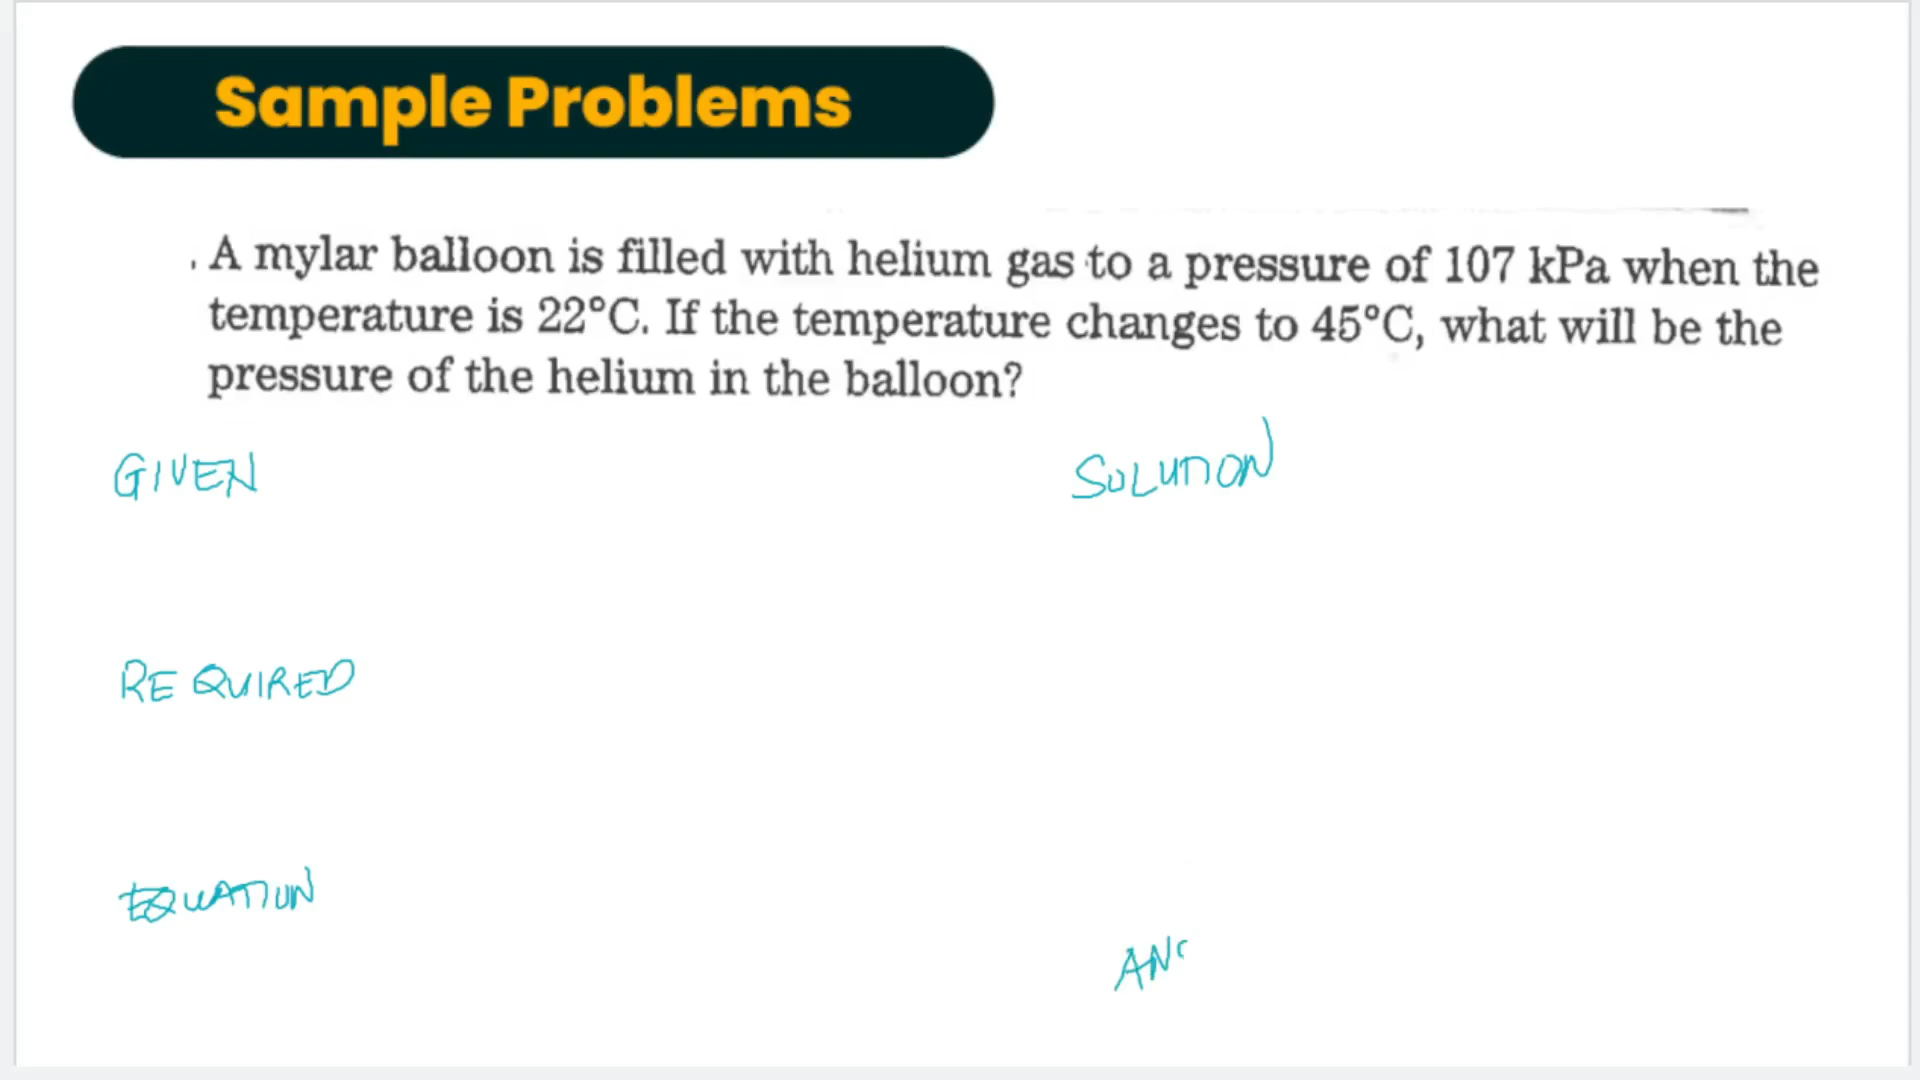 Sample Problems
A mylar balloon is filled with helium gas to a pressure of 107 kPa when the
temperature is 22°C. If the temperature changes to 45°C, what will be the
pressure of the helium in the balloon?
GIVEN
SOLUTION
REQUIRED
EQUATION